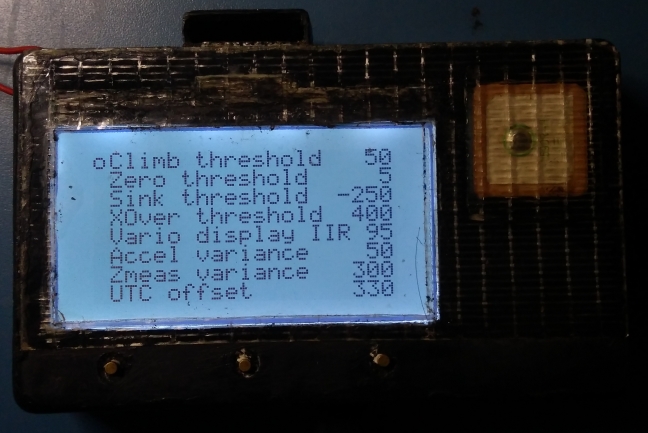 oClimb threshold 50
Zero threshold 5
Sink threshold -250
XOver threshold 400
Vario display IIR 95
Accel variance 50
Zmeas variance 300
UTC offset 330